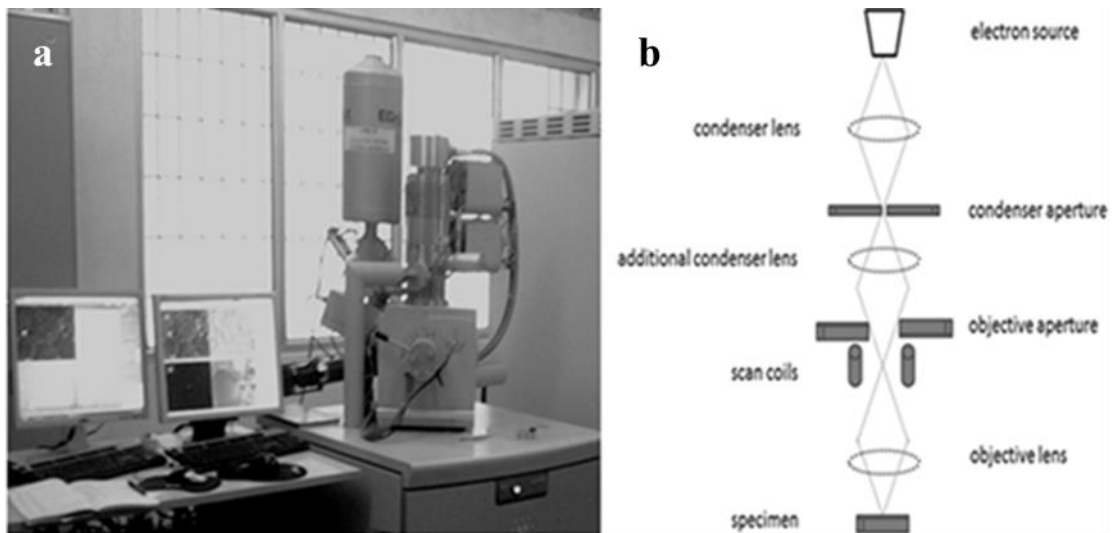 a
b
electron source
condenser lens
condenser aperture
additional condenser lens
objective aperture
scan coils
objective lens
specimen